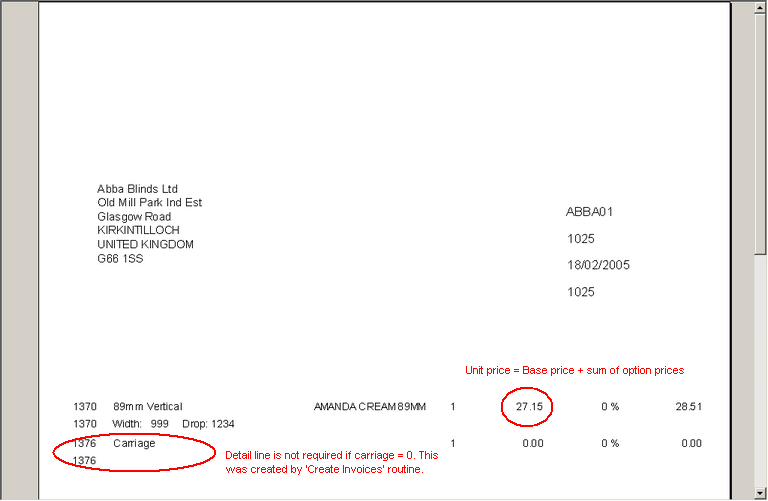 Abba Blinds Ltd
Old Mill Park Ind Est
Glasgow Road
KIRKINTILLOCH
UNITED KINGDOM
G66 1SS
ABBA01
1025
18/02/2005
1025
Unit price = Base price + sum of option prices
1370 89mm Vertical AMANDA CREAM 89MM 1 27.15 0 % 28.51
1370 Width: 999 Drop: 1234
1376 Carriage 1 0.00 0 % 0.00
1376
Detail line is not required if carriage = 0. This
was created by 'Create Invoices' routine.